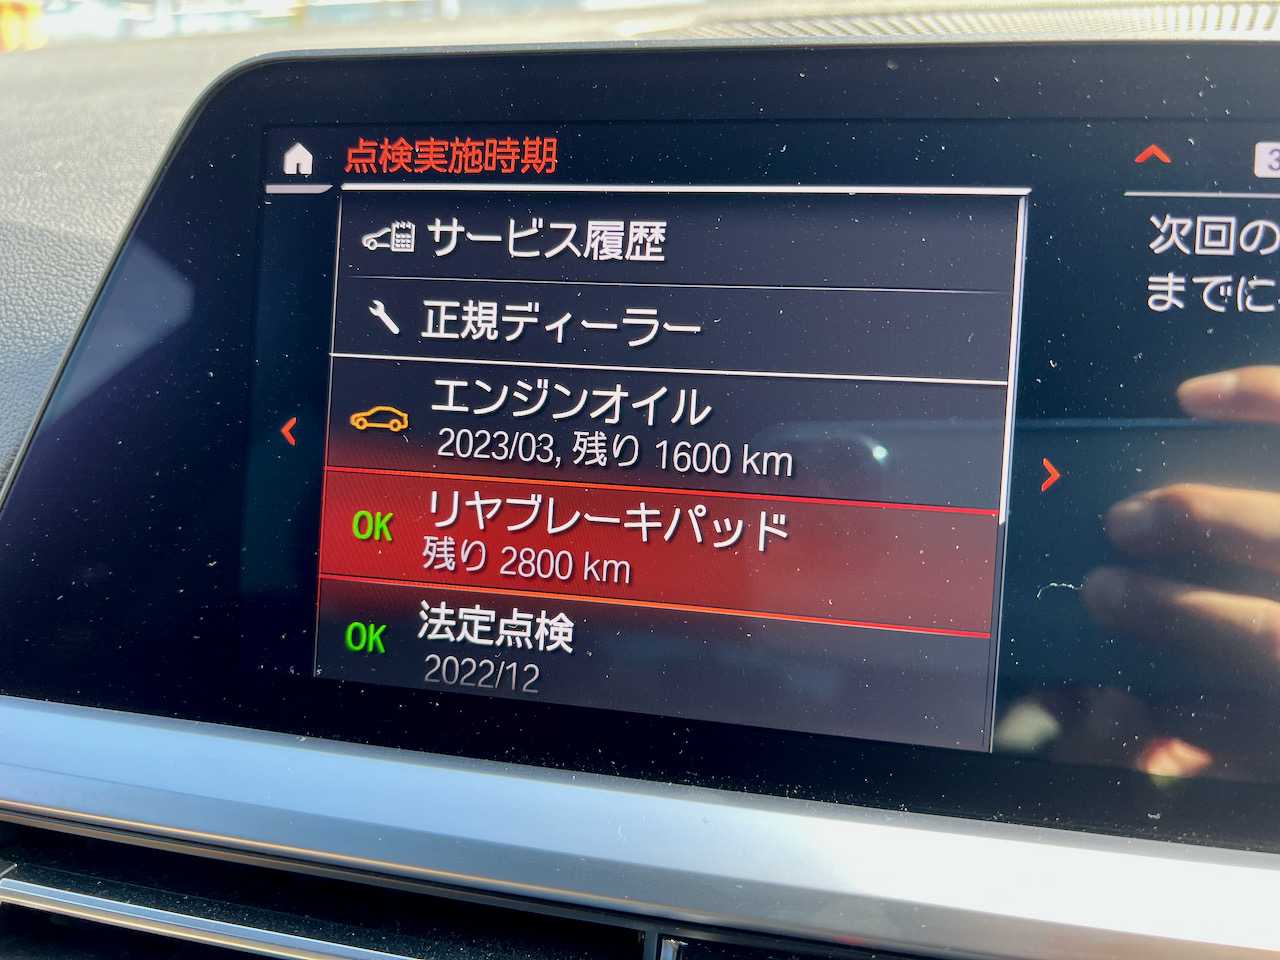 点検実施時期
サービス履歴
正規ディーラー
エンジンオイル
2023/03, 残り 1600 km
OK
リヤブレーキパッド
残り 2800 km
OK
法定点検
2022/12
3
次回の
までに